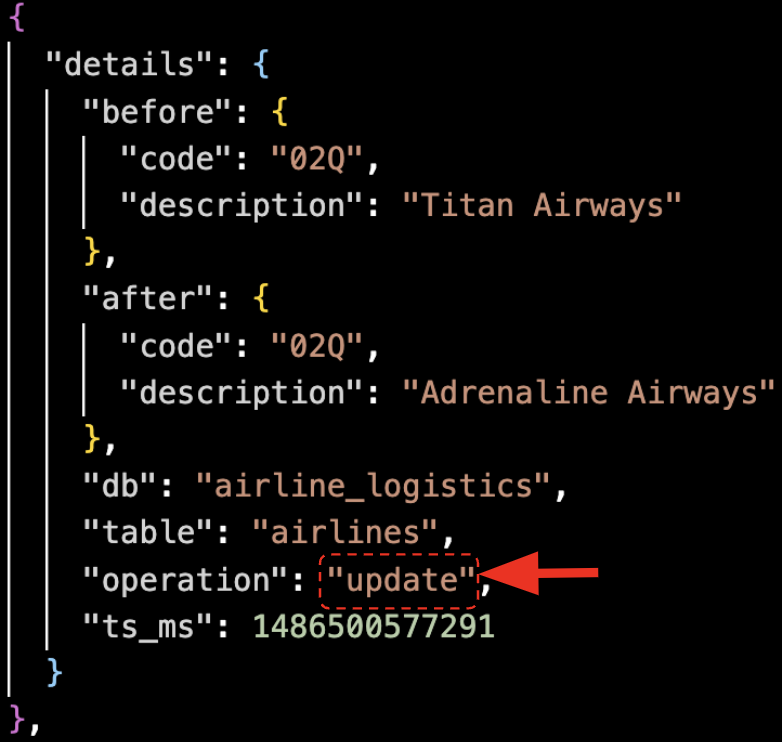 {
"details": {
"before": {
"code": "02Q",
"description": "Titan Airways"
},
"after": {
"code": "02Q",
"description": "Adrenaline Airways"
},
"db": "airline_logistics",
"table": "airlines",
"operation": "update",
"ts_ms": 1486500577291
}
},